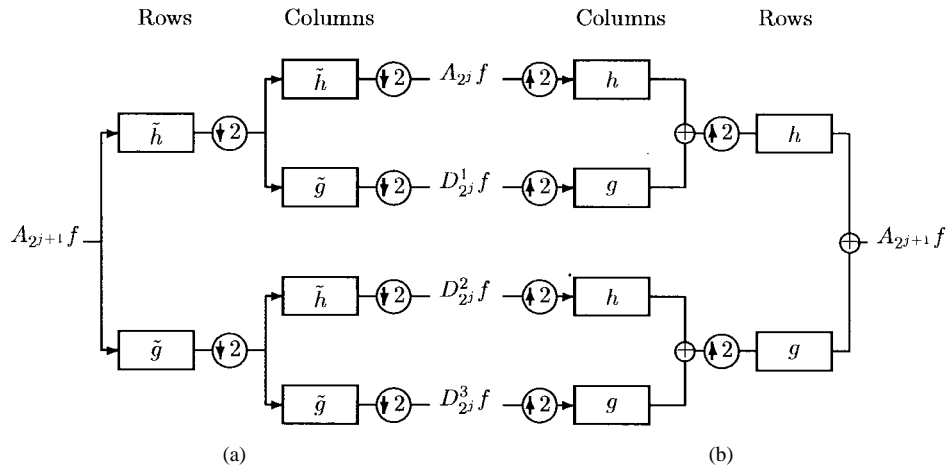 Rows Columns Columns Rows
h̃ ↓2 A_{2^j}f ↑2 h
h̃ ↓2 ↑2 h
g̃ ↓2 D^1_{2^j}f ↑2 g
A_{2^{j+1}}f A_{2^{j+1}}f
h̃ ↓2 D^2_{2^j}f ↑2 h
g̃ ↓2 ↑2 g
g̃ ↓2 D^3_{2^j}f ↑2 g
(a) (b)